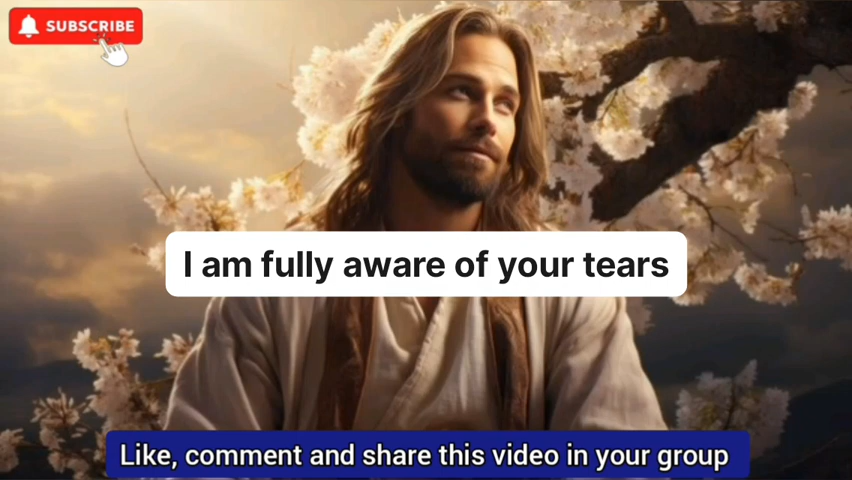 SUBSCRIBE
I am fully aware of your tears
Like, comment and share this video in your group